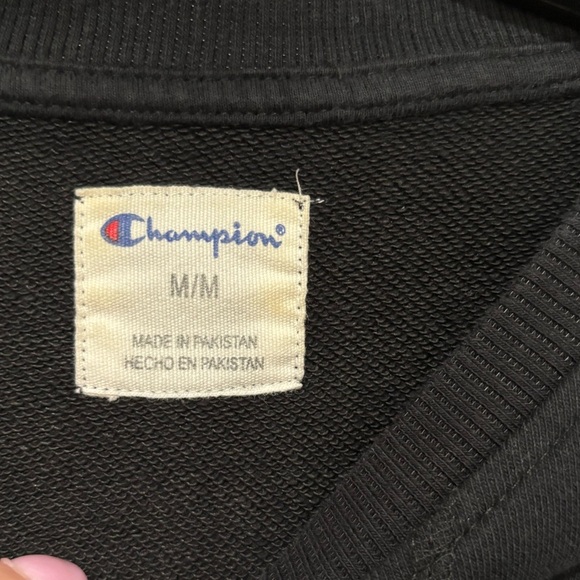 Champion®
M/M
MADE IN PAKISTAN
HECHO EN PAKISTAN